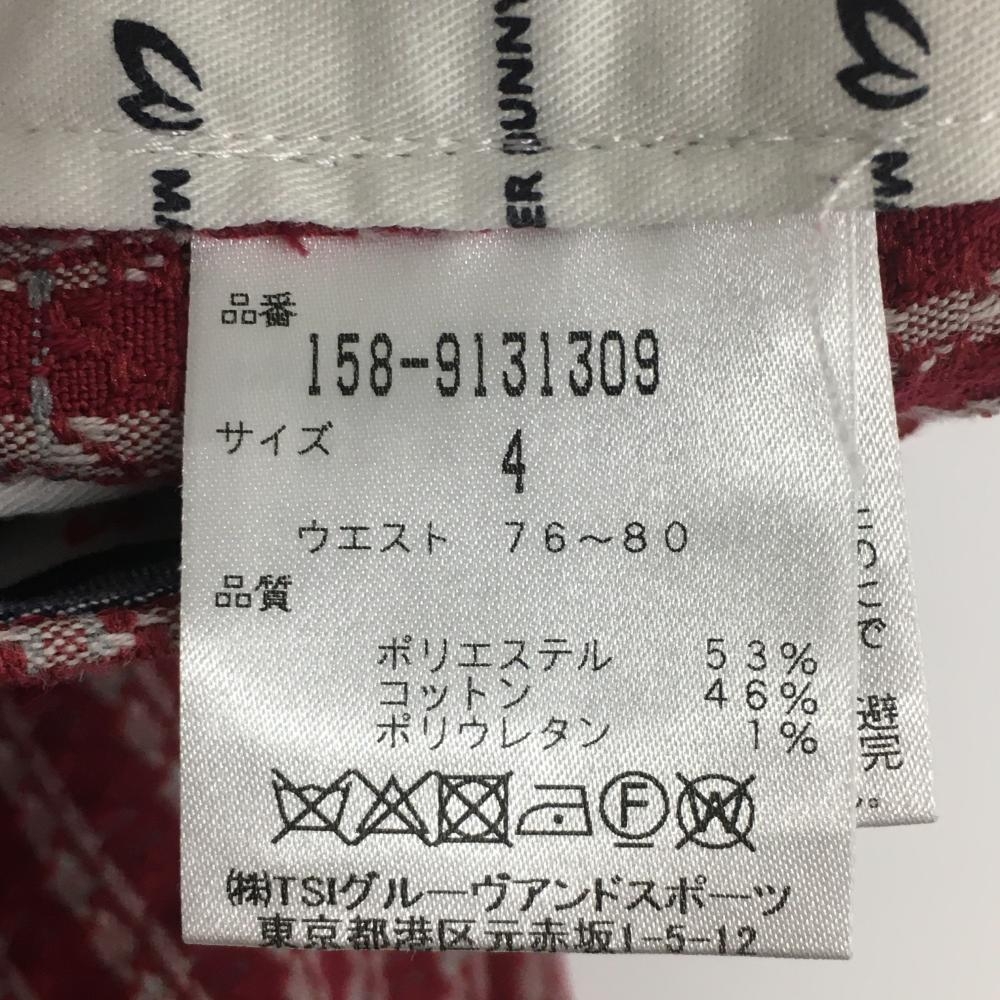 UNNY
ER
品番
158-9131309
サイズ
4
ウエスト 76～80
品質
ポリエステル 53%
コットン 46%
ポリウレタン 1%
F W
(株)TSIグルーヴアンドスポーツ
東京都港区元赤坂1-5-12
避